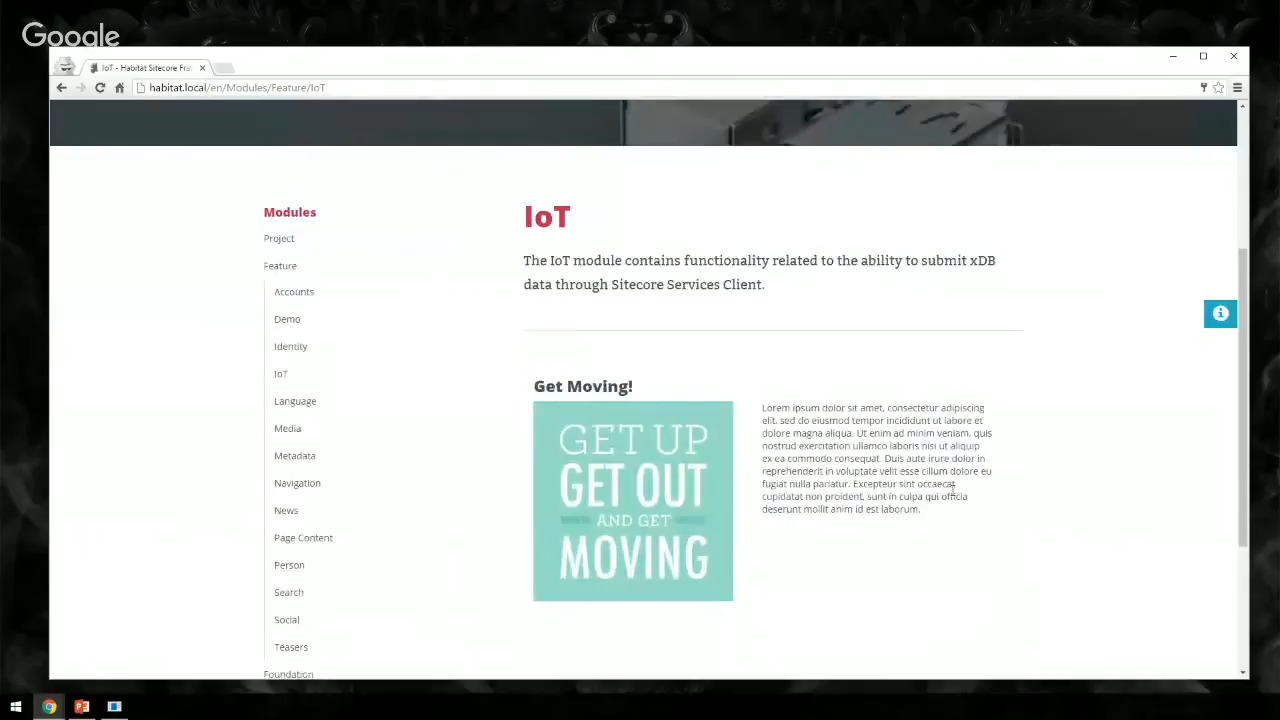 Google
IoT - Habitat Sitecore Fra
habitat.local/en/Modules/Feature/IoT
Modules
Project
Feature
Accounts
Demo
Identity
IoT
Language
Media
Metadata
Navigation
News
Page Content
Person
Search
Social
Teasers
Foundation
IoT
The IoT module contains functionality related to the ability to submit xDB
data through Sitecore Services Client.
Get Moving!
GET UP
GET OUT
AND GET
MOVING
Lorem ipsum dolor sit amet, consectetur adipiscing
elit, sed do eiusmod tempor incididunt ut labore et
dolore magna aliqua. Ut enim ad minim veniam, quis
nostrud exercitation ullamco laboris nisi ut aliquip
ex ea commodo consequat. Duis aute irure dolor in
reprehenderit in voluptate velit esse cillum dolore eu
fugiat nulla pariatur. Excepteur sint occaecat
cupidatat non proident, sunt in culpa qui officia
deserunt mollit anim id est laborum.